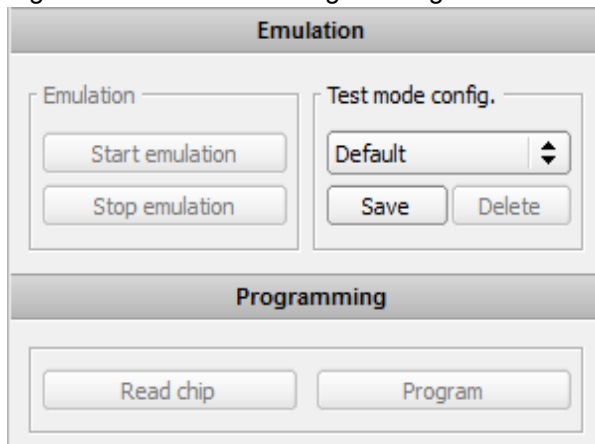 Emulation
Emulation
Test mode config.
Start emulation
Default
Stop emulation
Save
Delete
Programming
Read chip
Program